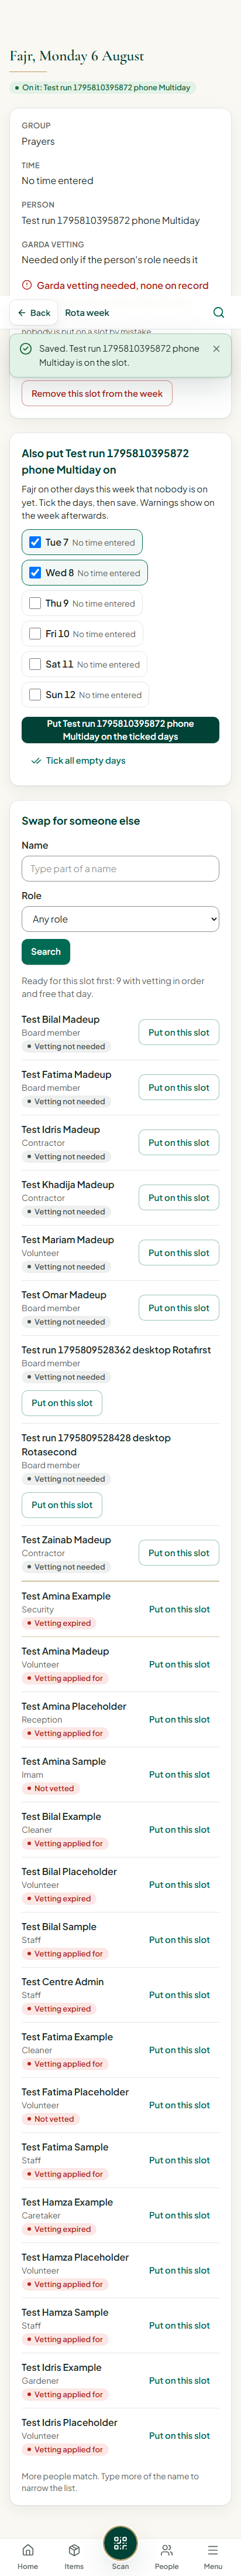 Fajr, Monday 6 August
On it: Test run 1795810395872 phone Multiday
GROUP
Prayers
TIME
No time entered
PERSON
Test run 1795810395872 phone Multiday
GARDA VETTING
Needed only if the person's role needs it
Garda vetting needed, none on record
Back
Rota week
nobody is put on a slot by mistake.
Saved. Test run 1795810395872 phone
Multiday is on the slot.
Remove this slot from the week
Also put Test run 1795810395872
phone Multiday on
Fajr on other days this week that nobody is on
yet. Tick the days, then save. Warnings show on
the week afterwards.
Tue 7 No time entered
Wed 8 No time entered
Thu 9 No time entered
Fri 10 No time entered
Sat 11 No time entered
Sun 12 No time entered
Put Test run 1795810395872 phone
Multiday on the ticked days
Tick all empty days
Swap for someone else
Name
Type part of a name
Role
Any role
Search
Ready for this slot first: 9 with vetting in order
and free that day.
Test Bilal Madeup
Board member
Vetting not needed
Put on this slot
Test Fatima Madeup
Board member
Vetting not needed
Put on this slot
Test Idris Madeup
Contractor
Vetting not needed
Put on this slot
Test Khadija Madeup
Contractor
Vetting not needed
Put on this slot
Test Mariam Madeup
Volunteer
Vetting not needed
Put on this slot
Test Omar Madeup
Board member
Vetting not needed
Put on this slot
Test run 1795809528362 desktop Rotafirst
Board member
Vetting not needed
Put on this slot
Test run 1795809528428 desktop
Rotasecond
Board member
Vetting not needed
Put on this slot
Test Zainab Madeup
Contractor
Vetting not needed
Put on this slot
Test Amina Example
Security
Vetting expired
Put on this slot
Test Amina Madeup
Volunteer
Vetting applied for
Put on this slot
Test Amina Placeholder
Reception
Vetting applied for
Put on this slot
Test Amina Sample
Imam
Not vetted
Put on this slot
Test Bilal Example
Cleaner
Vetting applied for
Put on this slot
Test Bilal Placeholder
Volunteer
Vetting expired
Put on this slot
Test Bilal Sample
Staff
Vetting applied for
Put on this slot
Test Centre Admin
Staff
Vetting expired
Put on this slot
Test Fatima Example
Cleaner
Vetting applied for
Put on this slot
Test Fatima Placeholder
Volunteer
Not vetted
Put on this slot
Test Fatima Sample
Staff
Vetting applied for
Put on this slot
Test Hamza Example
Caretaker
Vetting expired
Put on this slot
Test Hamza Placeholder
Volunteer
Vetting applied for
Put on this slot
Test Hamza Sample
Staff
Vetting applied for
Put on this slot
Test Idris Example
Gardener
Vetting applied for
Put on this slot
Test Idris Placeholder
Volunteer
Vetting applied for
Put on this slot
More people match. Type more of the name to
narrow the list.
Home
Items
Scan
People
Menu